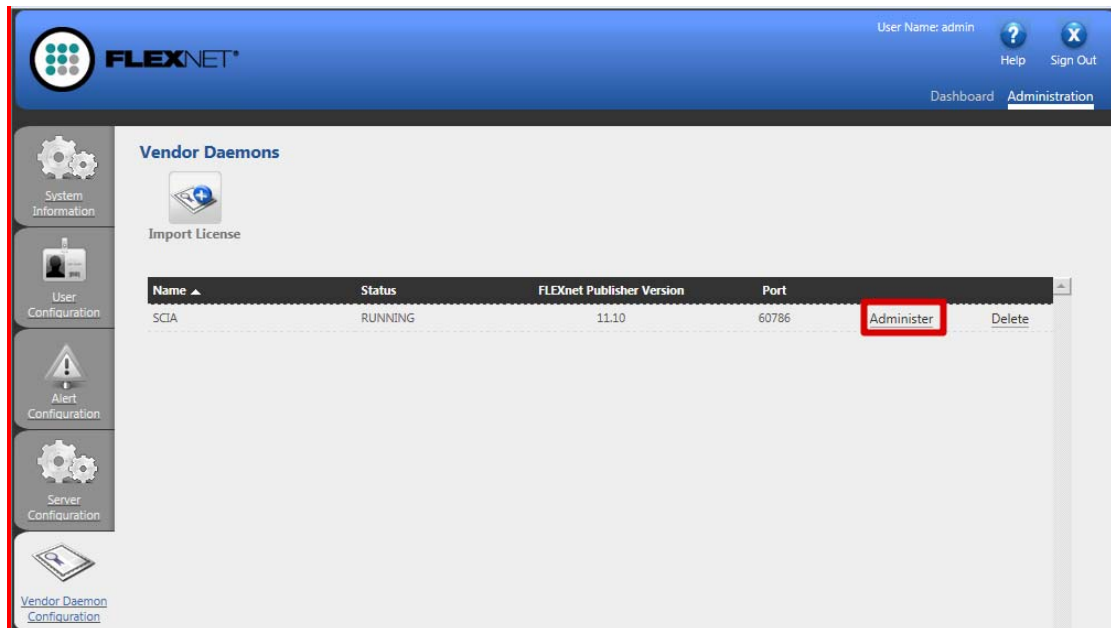 User Name: admin
?
X
FLEXNET®
Help
Sign Out
Dashboard
Administration
System
Information
User
Configuration
Alert
Configuration
Server
Configuration
Vendor Daemon
Configuration
Vendor Daemons
Import License
Name
Status
FLEXnet Publisher Version
Port
SCIA
RUNNING
11.10
60786
Administer
Delete